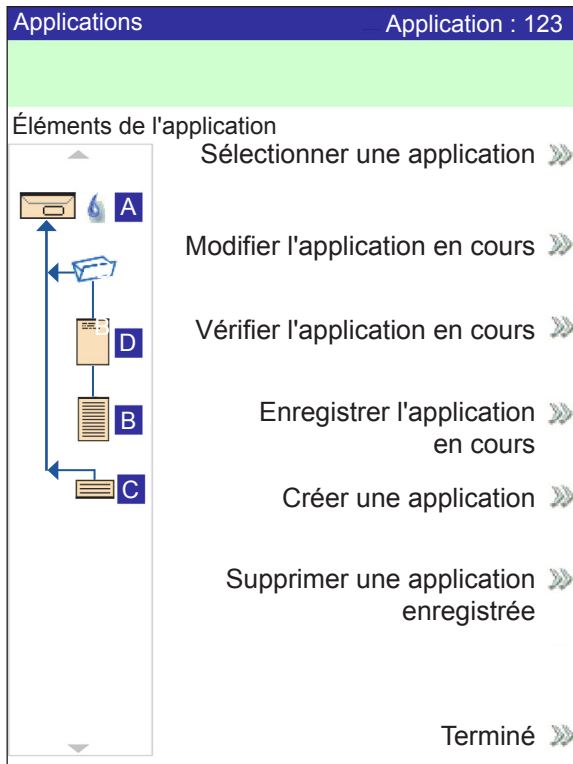 Applications
Application : 123
Éléments de l'application
Sélectionner une application
A
Modifier l'application en cours
B
D
Vérifier l'application en cours
B
Enregistrer l'application
en cours
C
Créer une application
Supprimer une application
enregistrée
Terminé